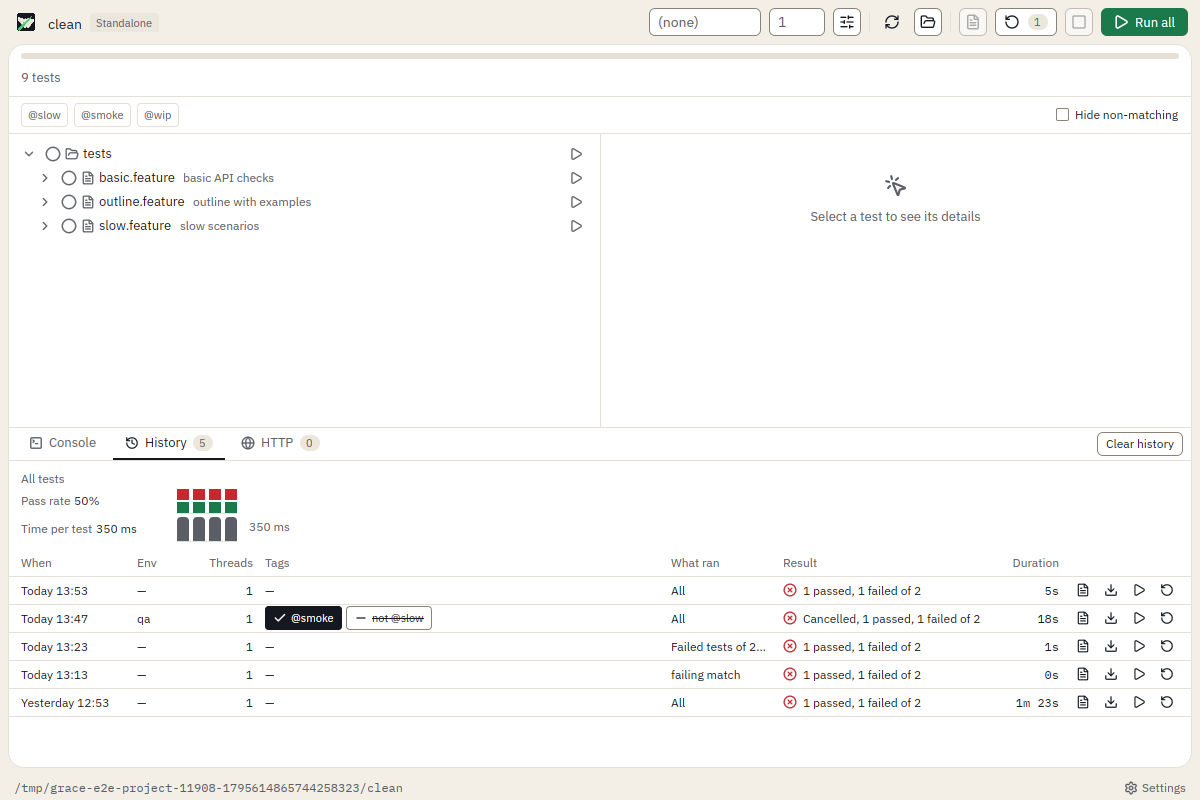 clean Standalone (none) 1 1 Run all
9 tests
@slow @smoke @wip Hide non-matching
tests
basic.feature basic API checks
outline.feature outline with examples
slow.feature slow scenarios
Select a test to see its details
Console History 5 HTTP 0 Clear history
All tests
Pass rate 50%
Time per test 350 ms 350 ms
When Env Threads Tags What ran Result Duration
Today 13:53 — 1 — All 1 passed, 1 failed of 2 5s
Today 13:47 qa 1 @smoke not @slow All Cancelled, 1 passed, 1 failed of 2 18s
Today 13:23 — 1 — Failed tests of 2... 1 passed, 1 failed of 2 1s
Today 13:13 — 1 — failing match 1 passed, 1 failed of 2 0s
Yesterday 12:53 — 1 — All 1 passed, 1 failed of 2 1m 23s
/tmp/grace-e2e-project-11908-1795614865744258323/clean Settings